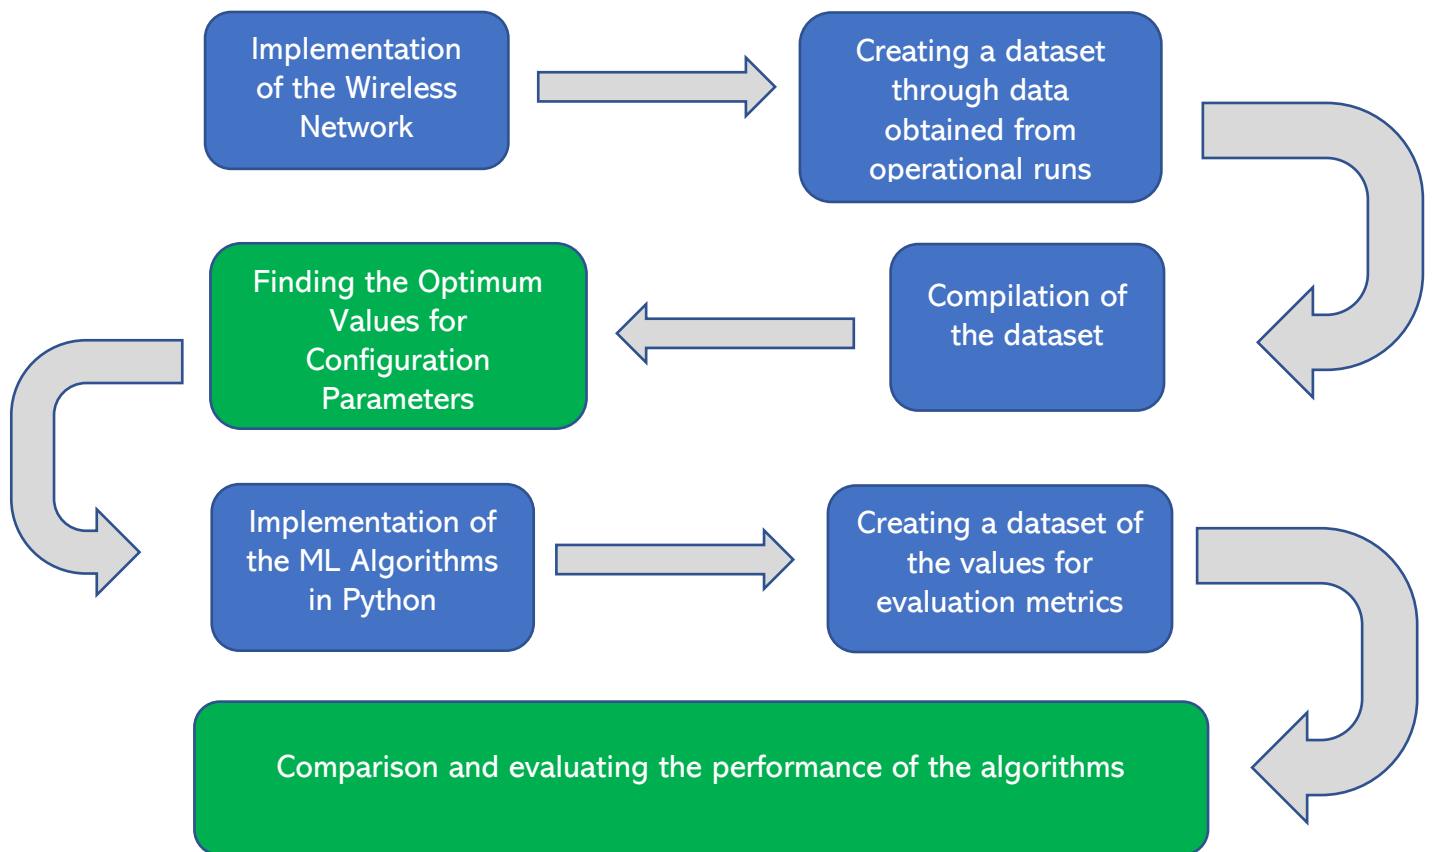 Implementation
of the Wireless
Network
Creating a dataset
through data
obtained from
operational runs
Finding the Optimum
Values for
Configuration
Parameters
Compilation of
the dataset
Implementation of
the ML Algorithms
in Python
Creating a dataset of
the values for
evaluation metrics
Comparison and evaluating the performance of the algorithms